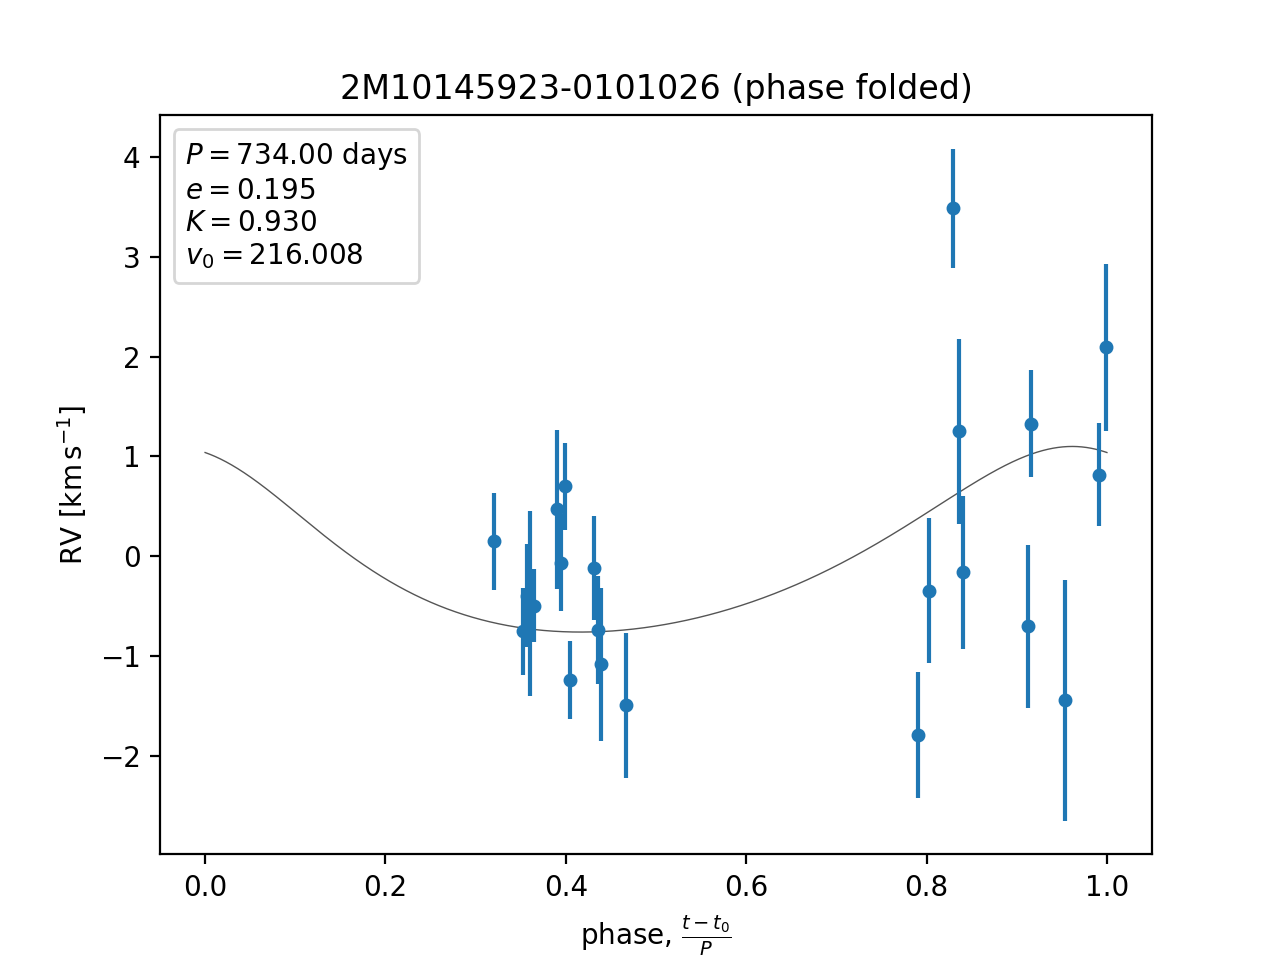 2M10145923-0101026 (phase folded)
P = 734.00 days
e = 0.195
K = 0.930
v₀ = 216.008
4
3
2
1
0
−1
−2
RV [km s⁻¹]
0.0 0.2 0.4 0.6 0.8 1.0
phase, (t − t₀)/P